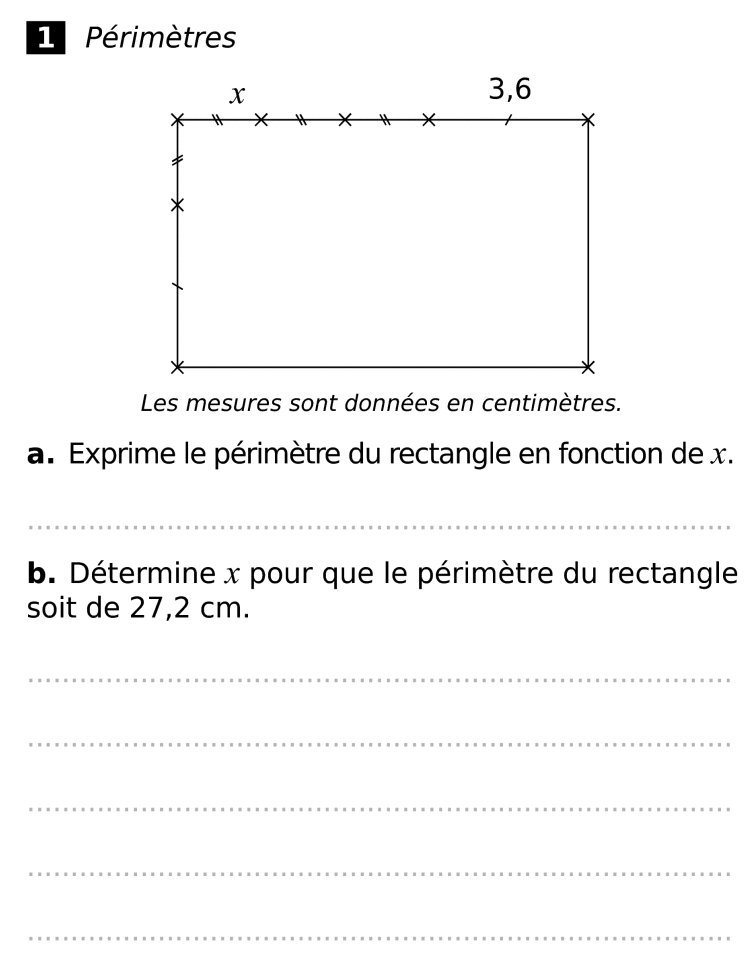 1 Périmètres
x 3,6
Les mesures sont données en centimètres.
a. Exprime le périmètre du rectangle en fonction de x.
b. Détermine x pour que le périmètre du rectangle
soit de 27,2 cm.